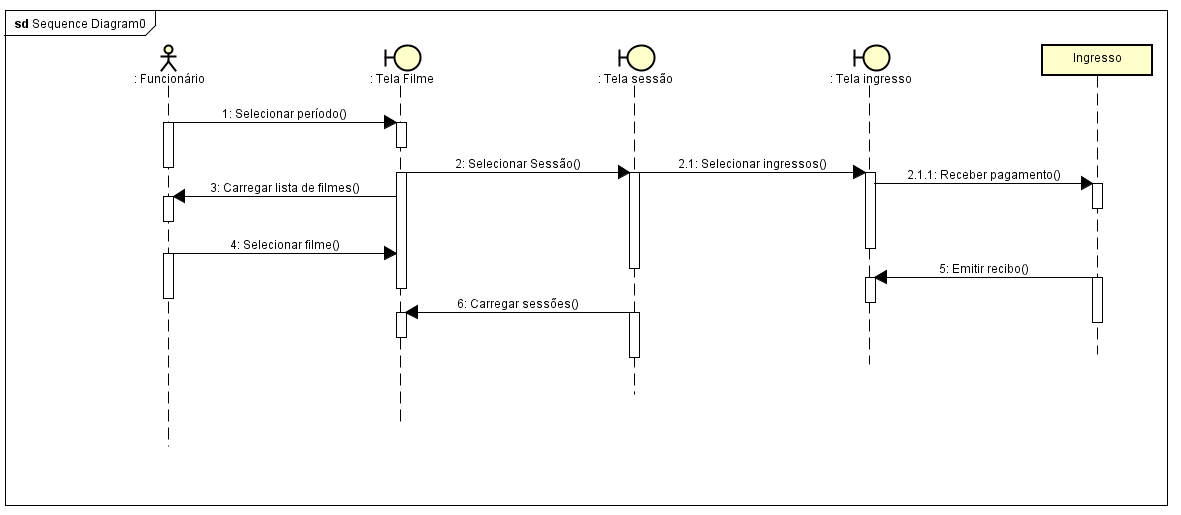 sd Sequence Diagram0
: Funcionário
: Tela Filme
: Tela sessão
: Tela ingresso
Ingresso
1: Selecionar período()
2: Selecionar Sessão()
2.1: Selecionar ingressos()
2.1.1: Receber pagamento()
3: Carregar lista de filmes()
4: Selecionar filme()
5: Emitir recibo()
6: Carregar sessões()